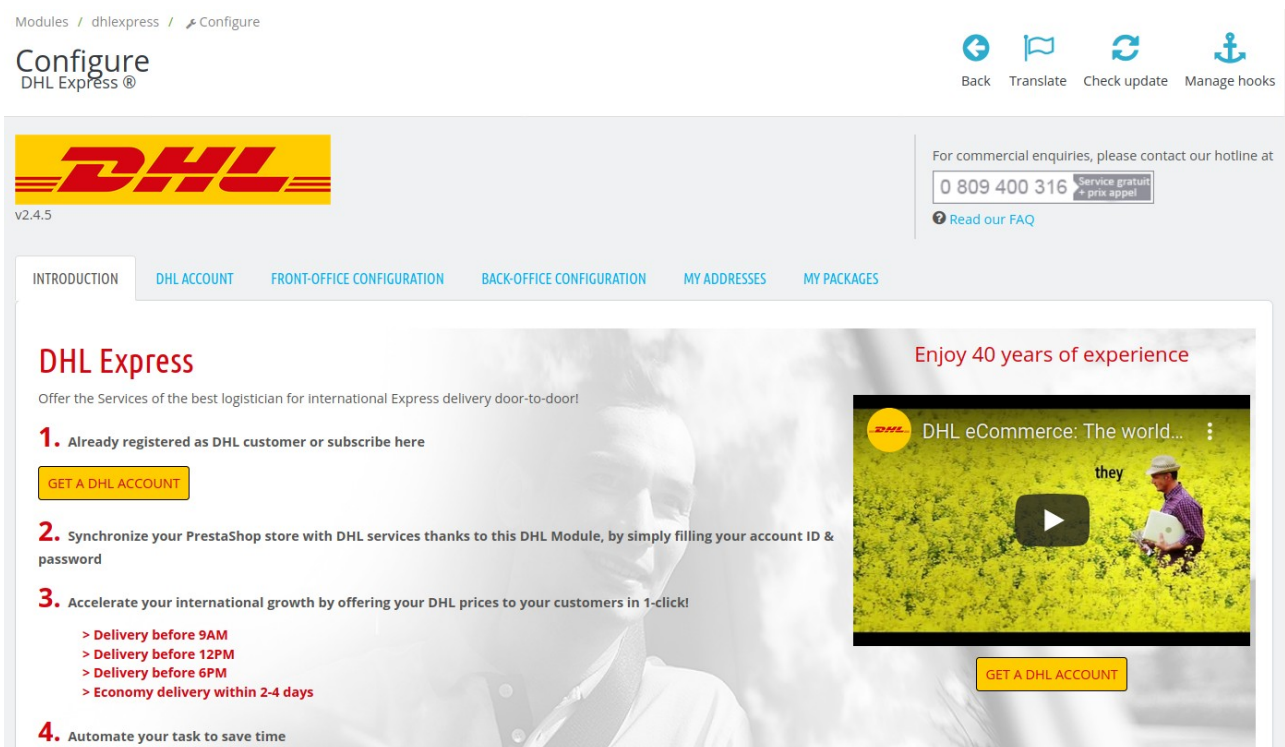 Modules / dhlexpress / Configure
Configure
DHL Express ®
Back Translate Check update Manage hooks
DHL
v2.4.5
For commercial enquiries, please contact our hotline at
0 809 400 316 Service gratuit + prix appel
Read our FAQ
INTRODUCTION DHL ACCOUNT FRONT-OFFICE CONFIGURATION BACK-OFFICE CONFIGURATION MY ADDRESSES MY PACKAGES
DHL Express
Offer the Services of the best logistician for international Express delivery door-to-door!
1. Already registered as DHL customer or subscribe here
GET A DHL ACCOUNT
2. Synchronize your PrestaShop store with DHL services thanks to this DHL Module, by simply filling your account ID &
password
3. Accelerate your international growth by offering your DHL prices to your customers in 1-click!
> Delivery before 9AM
> Delivery before 12PM
> Delivery before 6PM
> Economy delivery within 2-4 days
4. Automate your task to save time
Enjoy 40 years of experience
DHL
DHL eCommerce: The world...
they
GET A DHL ACCOUNT